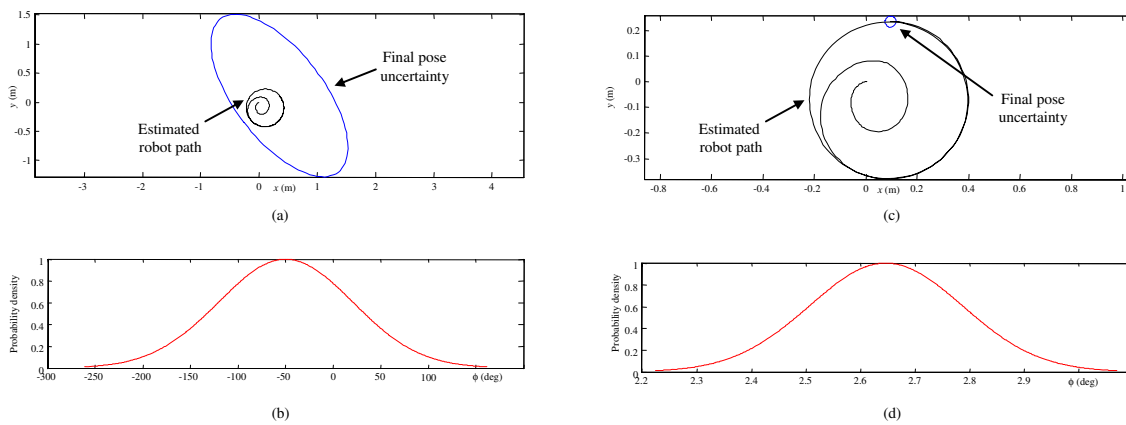 (a)
1.5
1
0.5
0
-0.5
-1
y (m)
Final pose
uncertainty
Estimated
robot path
-3 -2 -1 0 x (m) 1 2 3 4
(a)
(c)
0.2
0.1
0
-0.1
-0.2
-0.3
y (m)
Estimated
robot path
Final pose
uncertainty
-0.8 -0.6 -0.4 -0.2 0 x (m) 0.2 0.4 0.6 0.8 1
(c)
(b)
Probability density
1
0.8
0.6
0.4
0.2
0
-300 -250 -200 -150 -100 -50 0 50 100 ϕ (deg)
(b)
(d)
Probability density
1
0.8
0.6
0.4
0.2
0
2.2 2.3 2.4 2.5 2.6 2.7 2.8 2.9 ϕ (deg)
(d)